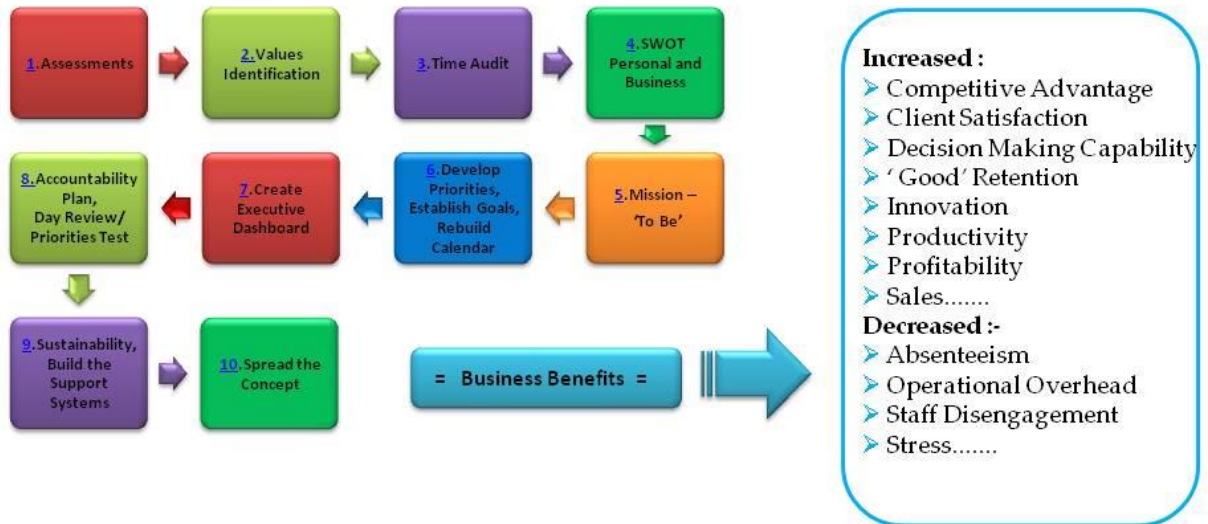 1.Assessments
2.Values
Identification
3.Time Audit
4.SWOT
Personal and
Business
5.Mission –
'To Be'
6.Develop
Priorities,
Establish Goals,
Rebuild
Calendar
7.Create
Executive
Dashboard
8.Accountability
Plan,
Day Review/
Priorities Test
9.Sustainability,
Build the
Support
Systems
10.Spread the
Concept
= Business Benefits =
Increased :
➢ Competitive Advantage
➢ Client Satisfaction
➢ Decision Making Capability
➢ ‘ Good’ Retention
➢ Innovation
➢ Productivity
➢ Profitability
➢ Sales.......
Decreased :-
➢ Absenteeism
➢ Operational Overhead
➢ Staff Disengagement
➢ Stress.......